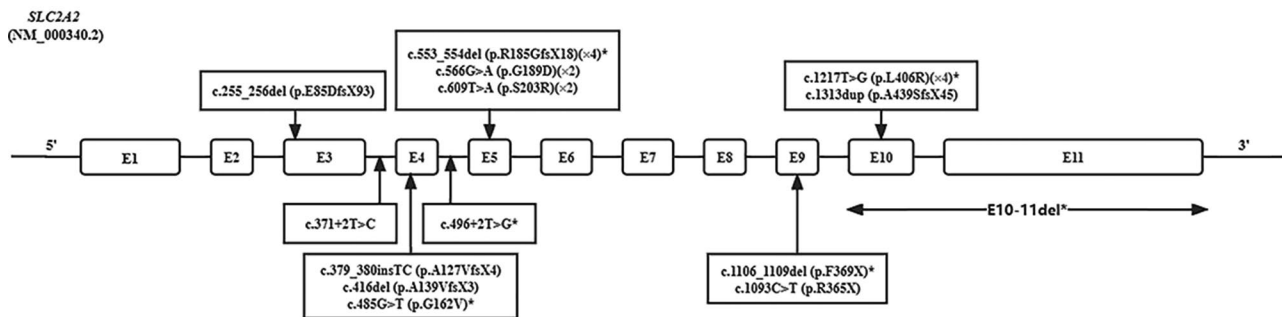 SLC2A2
(NM_000340.2)
c.553_554del (p.R185GfsX18)(×4)*
c.566G>A (p.G189D)(×2)
c.609T>A (p.S203R)(×2)
c.1217T>G (p.L406R)(×4)*
c.1313dup (p.A439SfsX45)
c.255_256del (p.E85DfsX93)
5'
E1
E2
E3
E4
E5
E6
E7
E8
E9
E10
E11
3'
c.371+2T>C
c.496+2T>G*
E10-11del*
c.379_380insTC (p.A127VfsX4)
c.416del (p.A139VfsX3)
c.485G>T (p.G162V)*
c.1106_1109del (p.F369X)*
c.1093C>T (p.R365X)